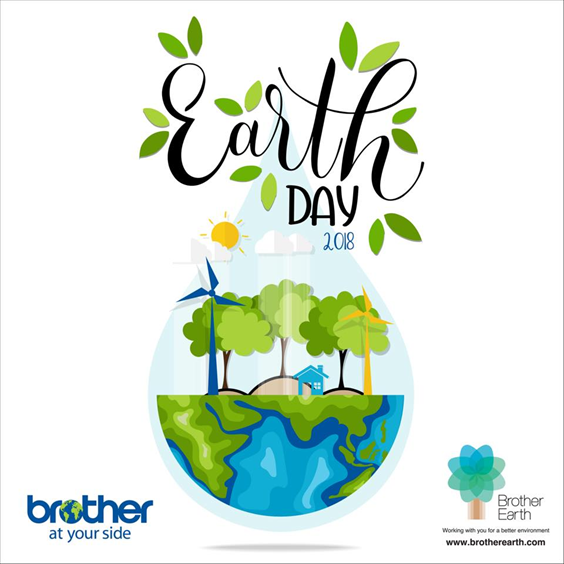 Earth
DAY
2018
brother
at your side
Brother
Earth
Working with you for a better environment
www.brotherearth.com